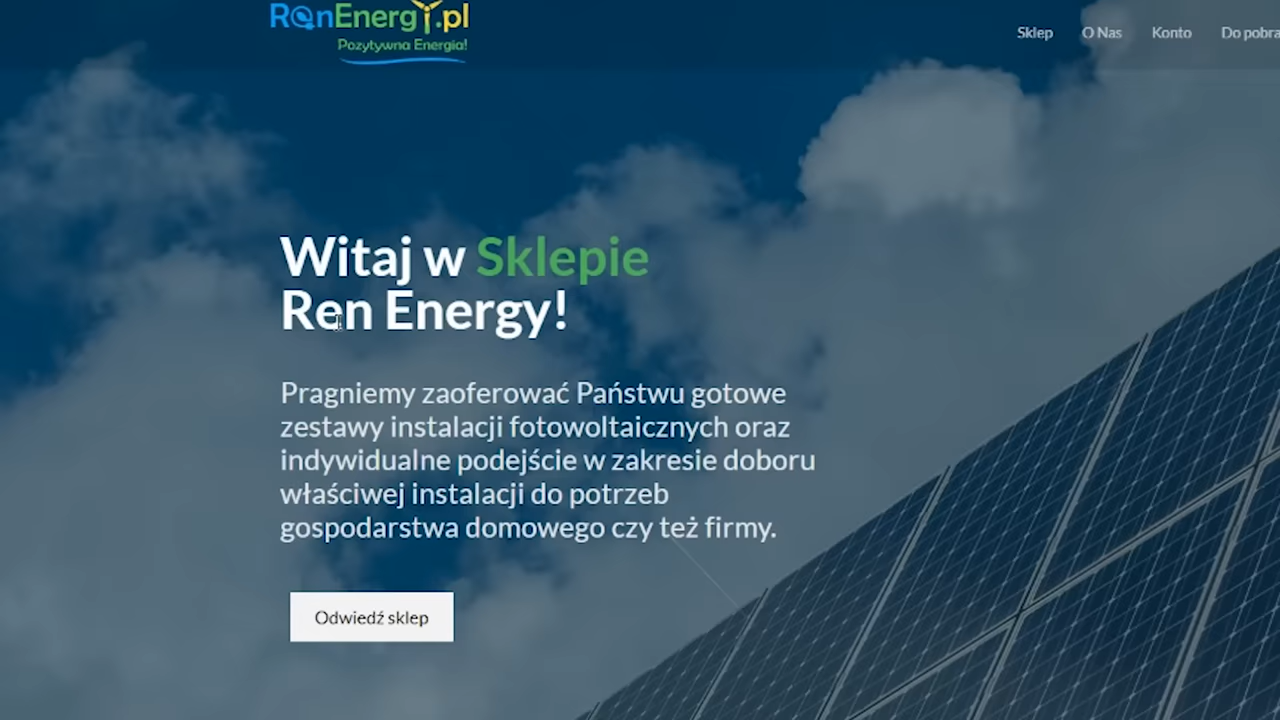 RenEnergy.pl
Pozytywna Energia!
Sklep O Nas Konto Do
Witaj w Sklepie
Ren Energy!
Pragniemy zaoferować Państwu gotowe
zestawy instalacji fotowoltaicznych oraz
indywidualne podejście w zakresie doboru
właściwej instalacji do potrzeb
gospodarstwa domowego czy też firmy.
Odwiedź sklep